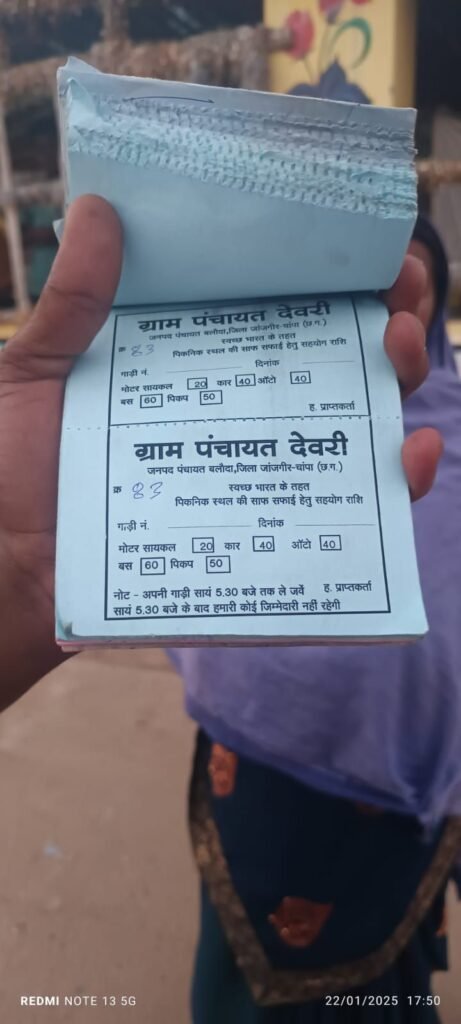 ग्राम पंचायत देवरी
जनपद पंचायत बलौदा,जिला जांजगीर-चांपा (छ.ग.)
क्र 83 स्वच्छ भारत के तहत
पिकनिक स्थल की साफ सफाई हेतु सहयोग राशि
गाड़ी नं. दिनांक
मोटर सायकल 20 कार 40 ऑटो 40
बस 60 पिकप 50
ह. प्राप्तकर्ता
ग्राम पंचायत देवरी
जनपद पंचायत बलौदा,जिला जांजगीर-चांपा (छ.ग.)
क्र 83 स्वच्छ भारत के तहत
पिकनिक स्थल की साफ सफाई हेतु सहयोग राशि
गाड़ी नं. दिनांक
मोटर सायकल 20 कार 40 ऑटो 40
बस 60 पिकप 50
नोट - अपनी गाड़ी सायं 5.30 बजे तक ले जवें ह. प्राप्तकर्ता
सायं 5.30 बजे के बाद हमारी कोई जिम्मेदारी नहीं रहेगी
REDMI NOTE 13 5G 22/01/2025 17:50